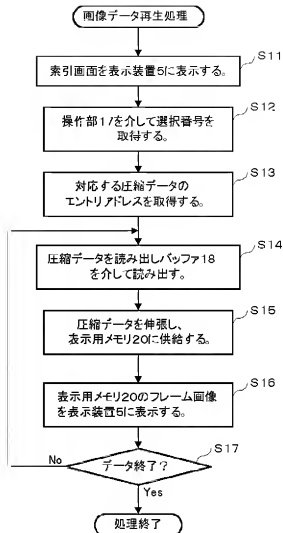 画像データ再生処理
S11
索引画面を表示装置5に表示する。
S12
操作部17を介して選択番号を
取得する。
S13
対応する圧縮データの
エントリアドレスを取得する。
S14
圧縮データを読み出しバッファ18
を介して読み出す。
S15
圧縮データを伸張し、
表示用メモリ20に供給する。
S16
表示用メモリ20のフレーム画像
を表示装置5に表示する。
S17
No
データ終了？
Yes
処理終了